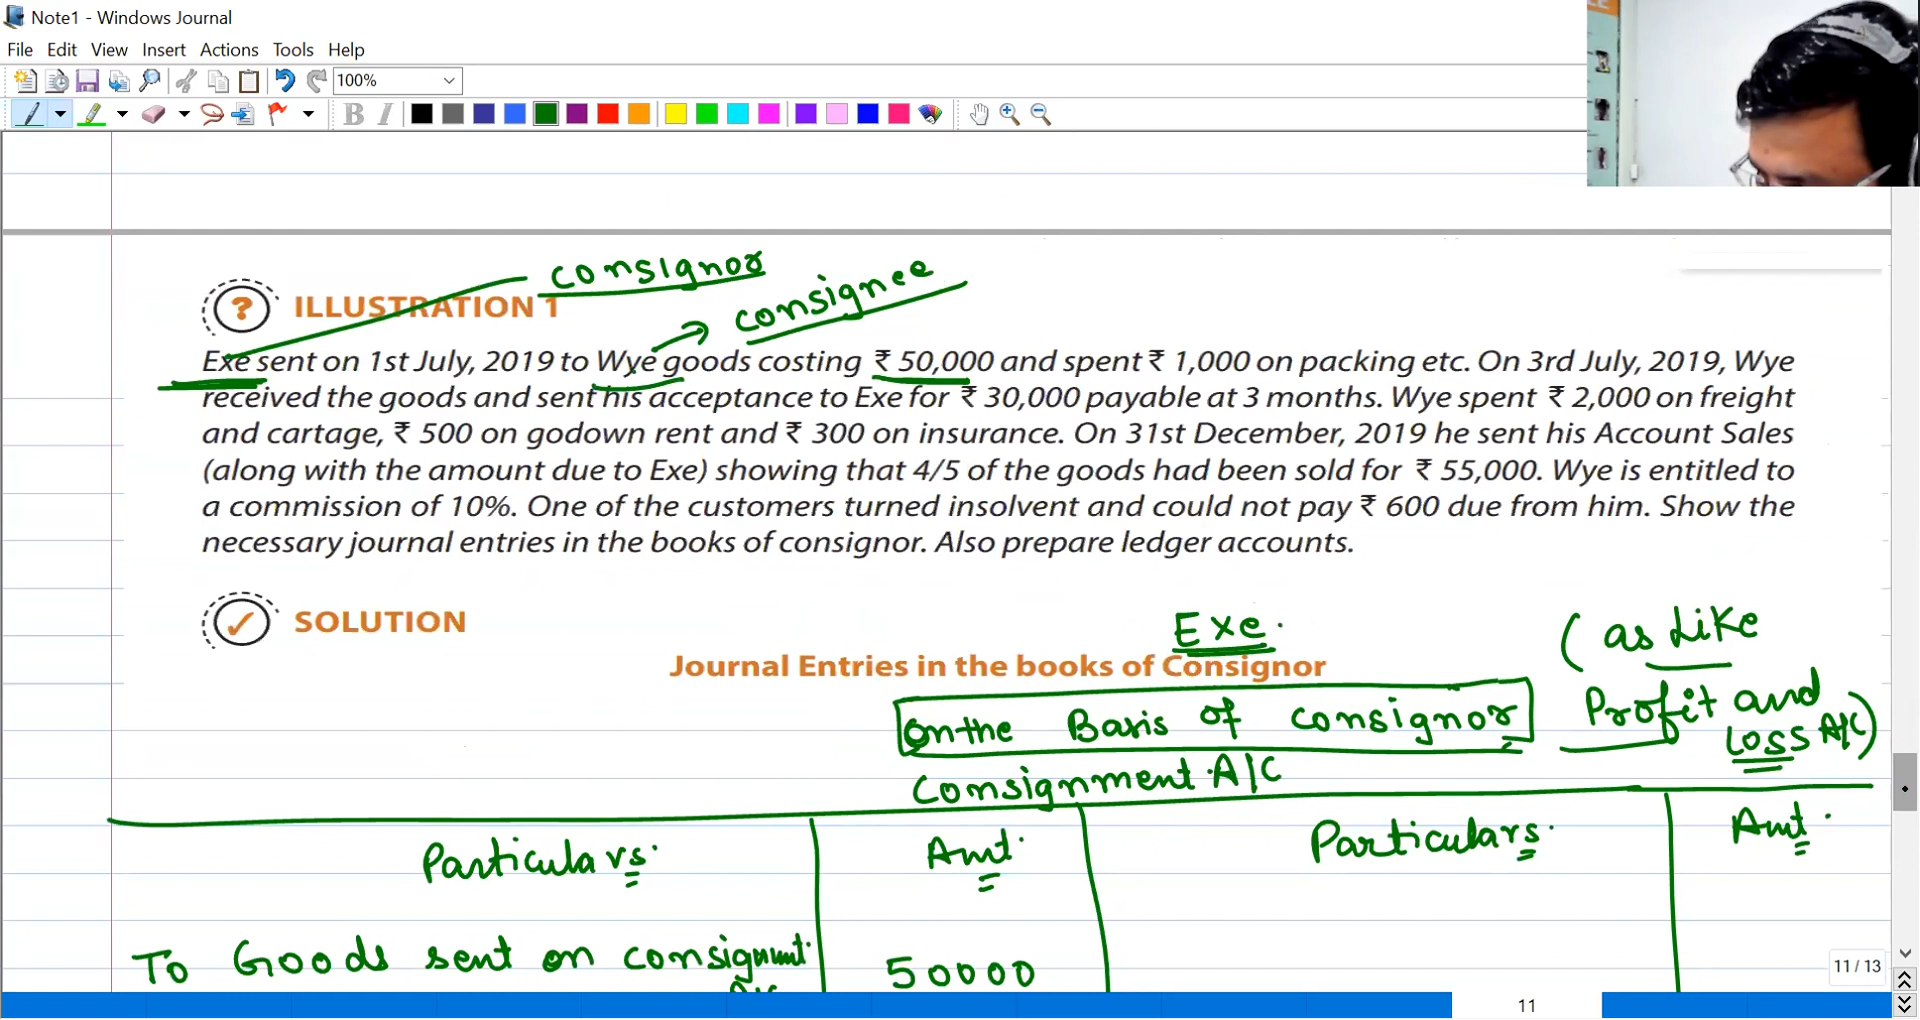 Note1 - Windows Journal
File Edit View Insert Actions Tools Help
100%
B I
consignor
consignee
? ILLUSTRATION 1
Exe sent on 1st July, 2019 to Wye goods costing ₹ 50,000 and spent ₹ 1,000 on packing etc. On 3rd July, 2019, Wye
received the goods and sent his acceptance to Exe for ₹ 30,000 payable at 3 months. Wye spent ₹ 2,000 on freight
and cartage, ₹ 500 on godown rent and ₹ 300 on insurance. On 31st December, 2019 he sent his Account Sales
(along with the amount due to Exe) showing that 4/5 of the goods had been sold for ₹ 55,000. Wye is entitled to
a commission of 10%. One of the customers turned insolvent and could not pay ₹ 600 due from him. Show the
necessary journal entries in the books of consignor. Also prepare ledger accounts.
SOLUTION
Exe.
Journal Entries in the books of Consignor
(as Like
Profit and
Loss A/C)
on the Basis of consignor
Consignment A/C
Particulars Amt. Particulars Amt.
To Goods sent on consignmt. 50000
11 / 13
11